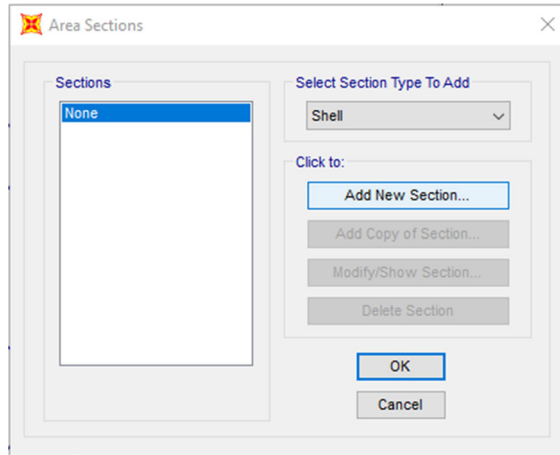 Area Sections
Sections
None
Select Section Type To Add
Shell
Click to:
Add New Section...
Add Copy of Section...
Modify/Show Section...
Delete Section
OK
Cancel